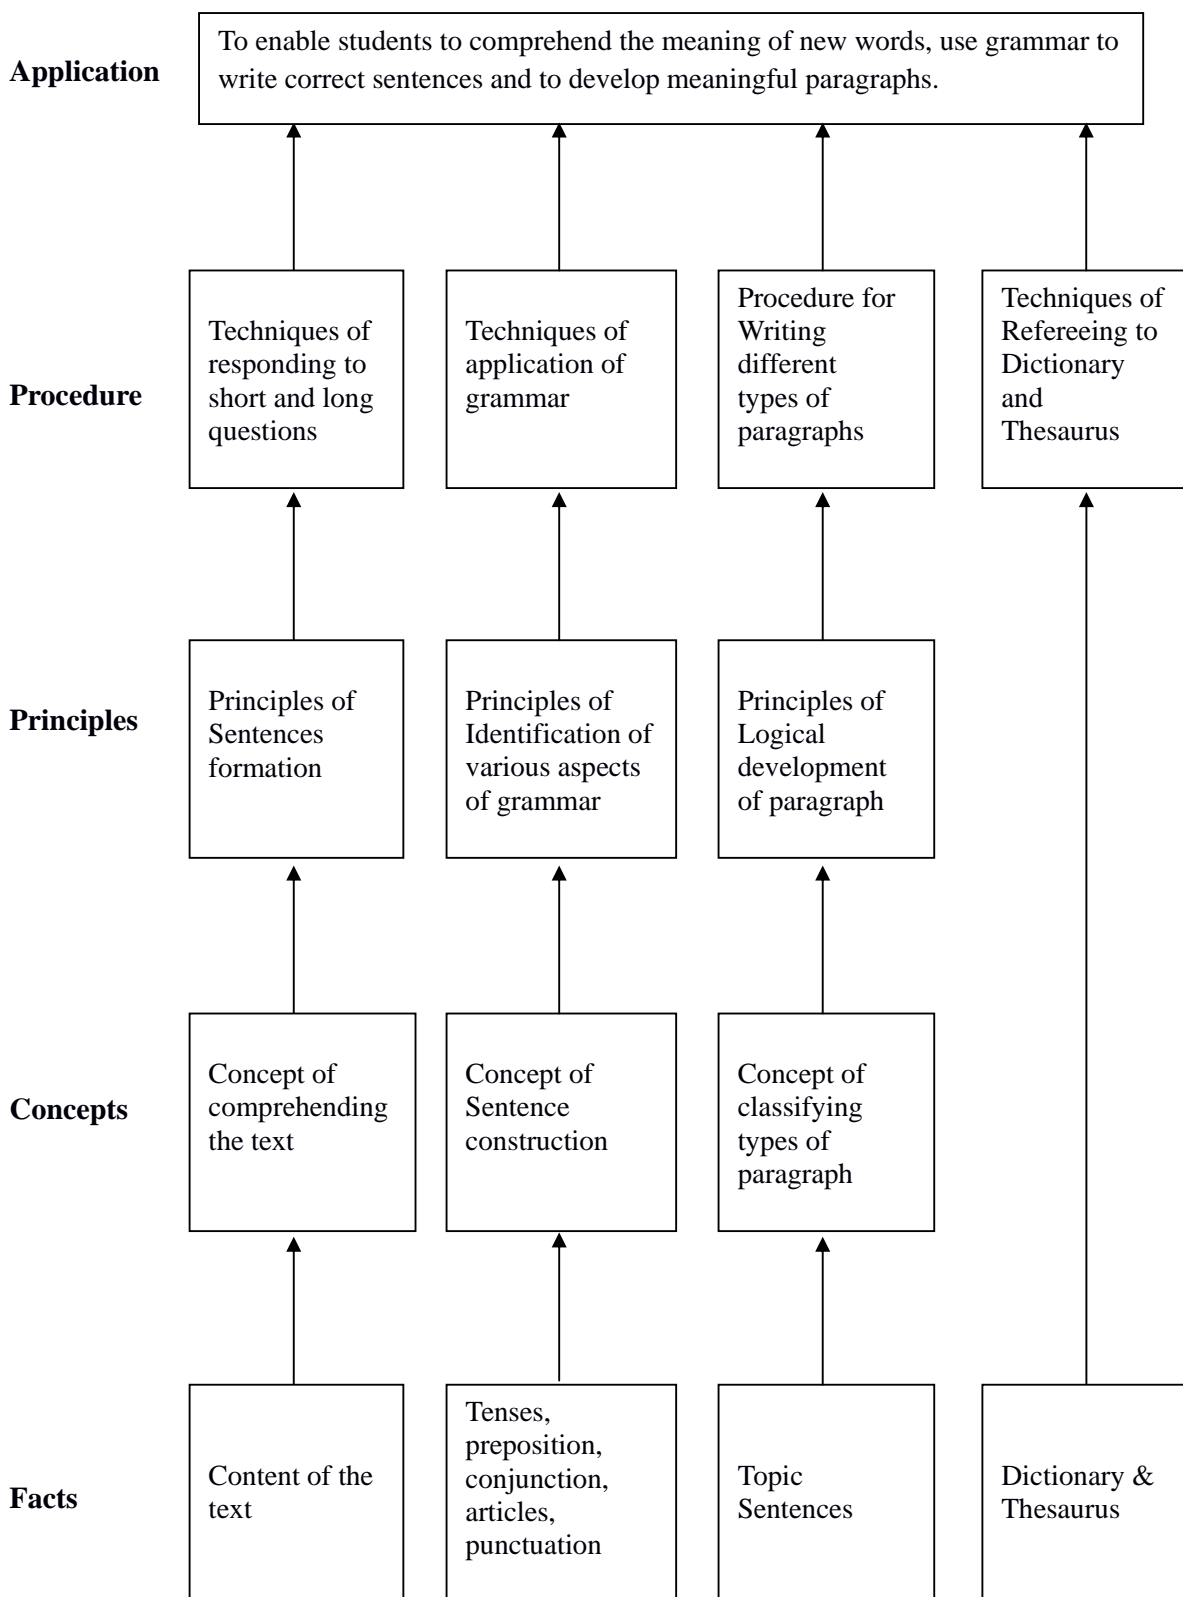 Application
To enable students to comprehend the meaning of new words, use grammar to
write correct sentences and to develop meaningful paragraphs.
Procedure
Techniques of
responding to
short and long
questions
Techniques of
application of
grammar
Procedure for
Writing
different
types of
paragraphs
Techniques of
Refereeing to
Dictionary
and
Thesaurus
Principles
Principles of
Sentences
formation
Principles of
Identification of
various aspects
of grammar
Principles of
Logical
development
of paragraph
Concepts
Concept of
comprehending
the text
Concept of
Sentence
construction
Concept of
classifying
types of
paragraph
Facts
Content of the
text
Tenses,
preposition,
conjunction,
articles,
punctuation
Topic
Sentences
Dictionary &
Thesaurus